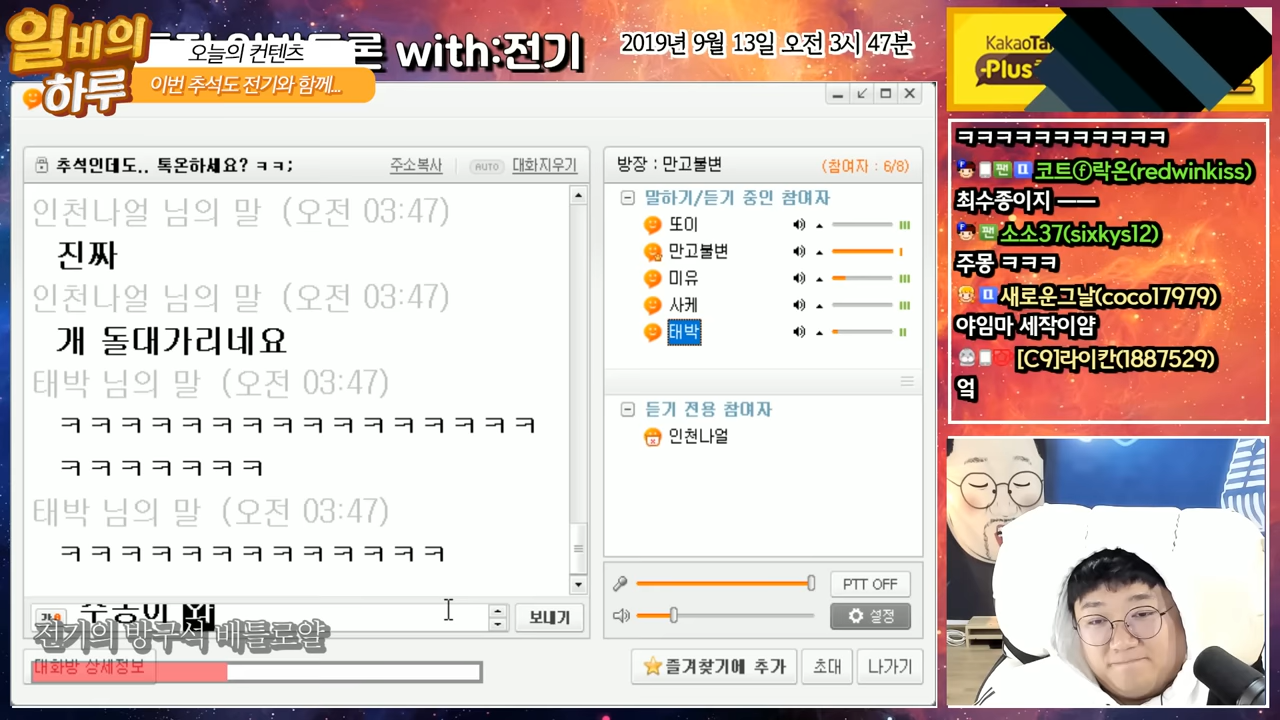 일비의
하루
오늘의 컨텐츠
with:전기
이번 추석도 전기와 함께...
2019년 9월 13일 오전 3시 47분
추석인데도.. 톡온하세요? ㅋㅋ;
주소복사
AUTO
대화지우기
인천나얼 님의 말 (오전 03:47)
진짜
인천나얼 님의 말 (오전 03:47)
개 돌대가리네요
태박 님의 말 (오전 03:47)
ㅋㅋㅋㅋㅋㅋㅋㅋㅋㅋㅋㅋㅋㅋㅋㅋ
ㅋㅋㅋㅋㅋㅋㅋ
태박 님의 말 (오전 03:47)
ㅋㅋㅋㅋㅋㅋㅋㅋㅋㅋㅋㅋㅋ
보내기
전기의 방구석 배틀로얄
대화방 상세정보
방장 : 만고불변
(참여자 : 6/8)
말하기/듣기 중인 참여자
또이
만고불변
미유
사케
태박
듣기 전용 참여자
인천나얼
PTT OFF
설정
즐겨찾기에 추가
초대
나가기
KakaoTa
Plus
ㅋㅋㅋㅋㅋㅋㅋㅋㅋㅋㅋ
F 팬 코트ⓕ락온(redwinkiss)
최수종이지 ㅡㅡ
F 팬 소소37(sixkys12)
주몽 ㅋㅋㅋ
새로운그날(coco17979)
야임마 세작이얌
[C9]라이칸(1887529)
엌